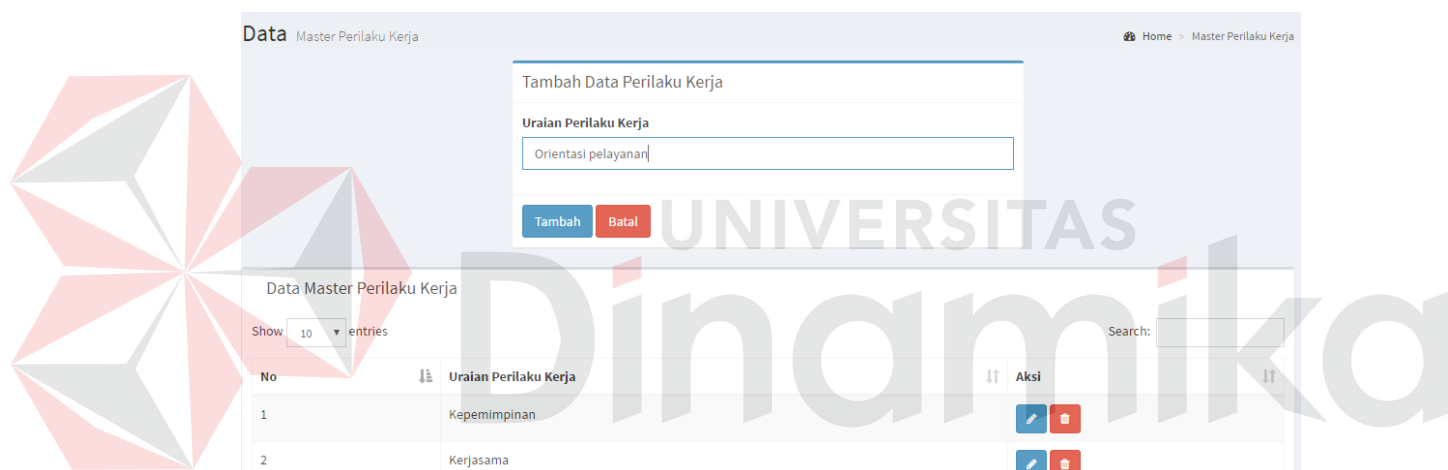 Data Master Perilaku Kerja
Home > Master Perilaku Kerja
Tambah Data Perilaku Kerja
Uraian Perilaku Kerja
Orientasi pelayanan
Tambah Batal
UNIVERSITAS
Dinamika
Data Master Perilaku Kerja
Show 10 entries
Search:
No Uraian Perilaku Kerja Aksi
1 Kepemimpinan
2 Kerjasama